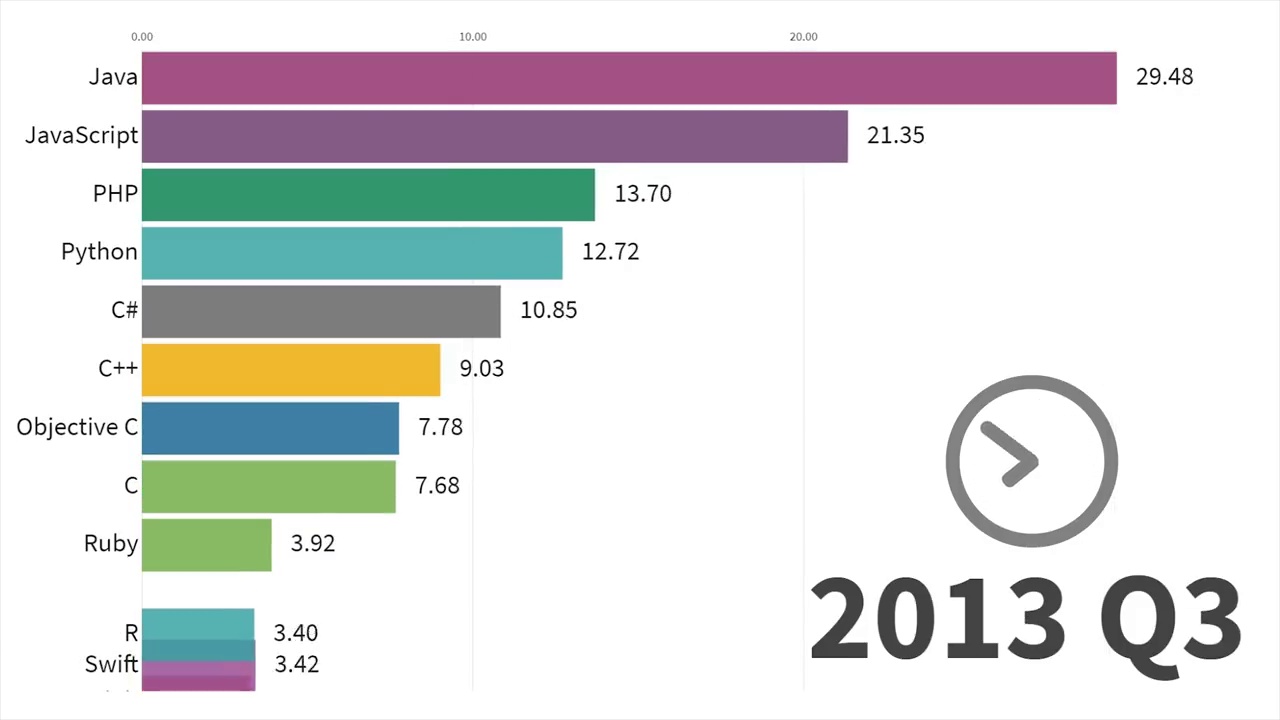 0.00 10.00 20.00
Java 29.48
JavaScript 21.35
PHP 13.70
Python 12.72
C# 10.85
C++ 9.03
Objective C 7.78
C 7.68
Ruby 3.92
R 3.40
Swift 3.42
2013 Q3